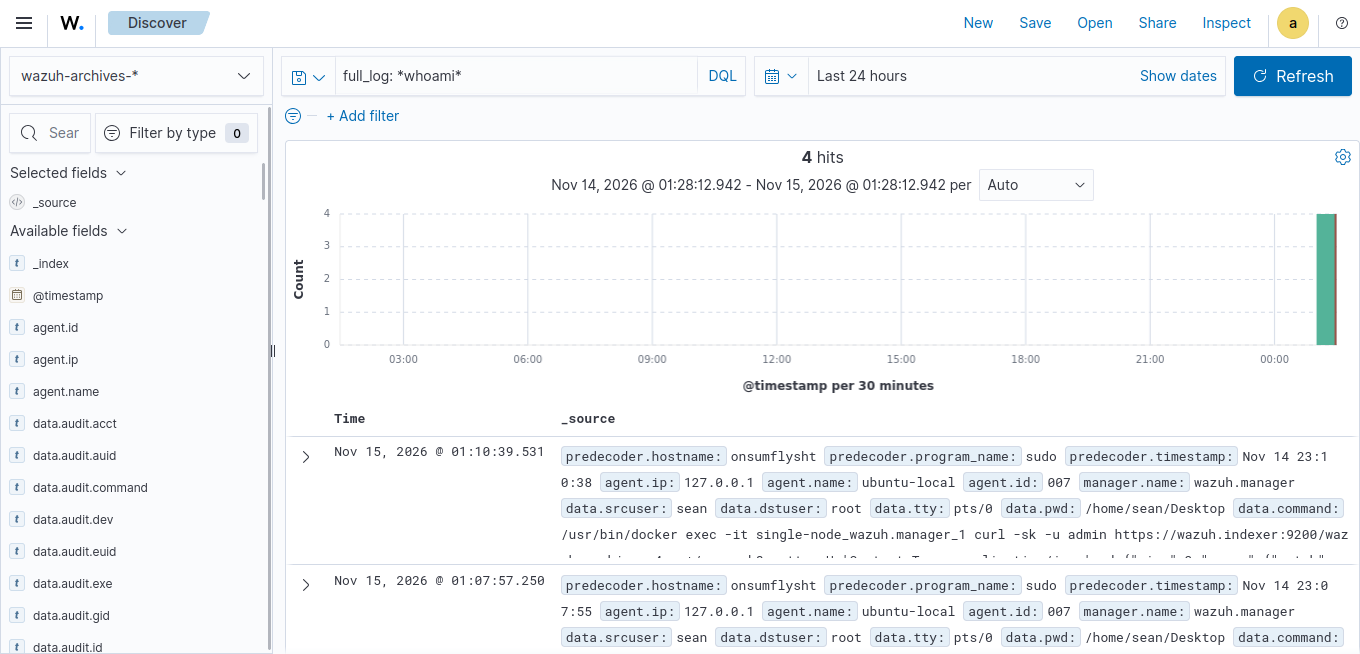 W. Discover New Save Open Share Inspect a
wazuh-archives-* full_log: *whoami* DQL Last 24 hours Show dates Refresh
+ Add filter
Sear Filter by type 0
Selected fields
_source
Available fields
_index
@timestamp
agent.id
agent.ip
agent.name
data.audit.acct
data.audit.auid
data.audit.command
data.audit.dev
data.audit.euid
data.audit.exe
data.audit.gid
data.audit.id
4 hits
Nov 14, 2026 @ 01:28:12.942 - Nov 15, 2026 @ 01:28:12.942 per Auto
Count
4
3
2
1
0
03:00 06:00 09:00 12:00 15:00 18:00 21:00 00:00
@timestamp per 30 minutes
Time _source
Nov 15, 2026 @ 01:10:39.531 predecoder.hostname: onsumflysht predecoder.program_name: sudo predecoder.timestamp: Nov 14 23:1
0:38 agent.ip: 127.0.0.1 agent.name: ubuntu-local agent.id: 007 manager.name: wazuh.manager
data.srcuser: sean data.dstuser: root data.tty: pts/0 data.pwd: /home/sean/Desktop data.command:
/usr/bin/docker exec -it single-node_wazuh.manager_1 curl -sk -u admin https://wazuh.indexer:9200/waz
Nov 15, 2026 @ 01:07:57.250 predecoder.hostname: onsumflysht predecoder.program_name: sudo predecoder.timestamp: Nov 14 23:0
7:55 agent.ip: 127.0.0.1 agent.name: ubuntu-local agent.id: 007 manager.name: wazuh.manager
data.srcuser: sean data.dstuser: root data.tty: pts/0 data.pwd: /home/sean/Desktop data.command: